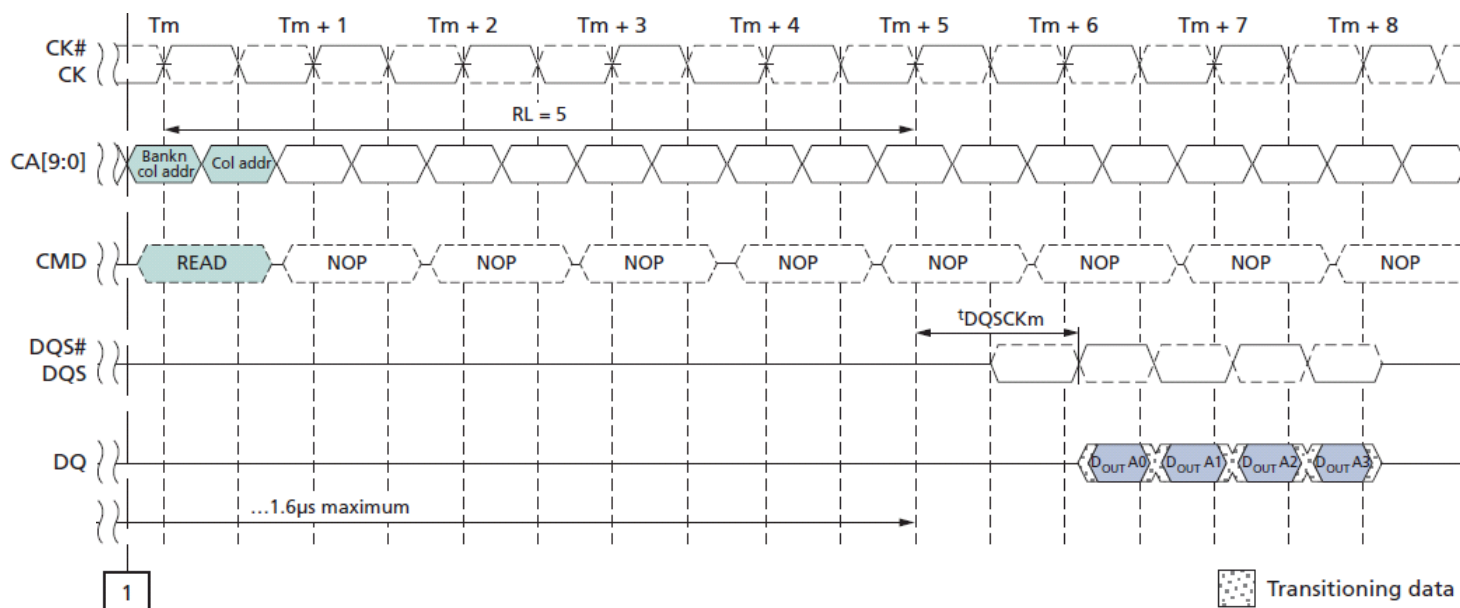 Tm Tm + 1 Tm + 2 Tm + 3 Tm + 4 Tm + 5 Tm + 6 Tm + 7 Tm + 8
CK#
CK
RL = 5
CA[9:0]
Bankn
col addr
Col addr
CMD READ NOP NOP NOP NOP NOP NOP NOP NOP
tDQSCKm
DQS#
DQS
DQ DOUT A0 DOUT A1 DOUT A2 DOUT A3
...1.6µs maximum
1
Transitioning data